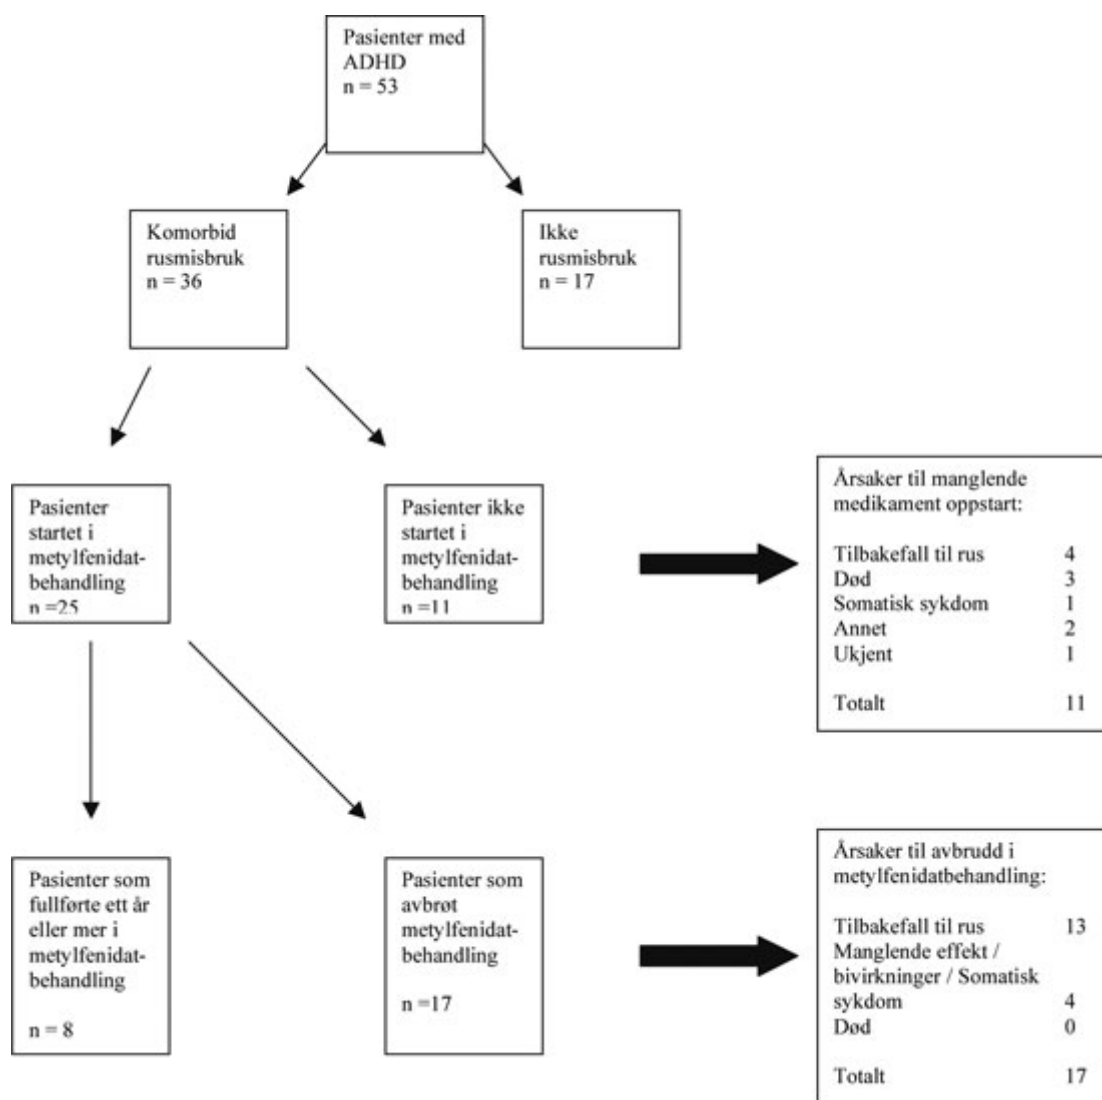 Pasienter med
ADHD
n = 53
Komorbid
rusmisbruk
n = 36
Ikke
rusmisbruk
n = 17
Pasienter
startet i
metylfenidat-
behandling
n =25
Pasienter ikke
startet i
metylfenidat-
behandling
n =11
Årsaker til manglende
medikament oppstart:
Tilbakefall til rus 4
Død 3
Somatisk sykdom 1
Annet 2
Ukjent 1
Totalt 11
Pasienter som
fullførte ett år
eller mer i
metylfenidat-
behandling
n = 8
Pasienter som
avbrøt
metylfenidat-
behandling
n =17
Årsaker til avbrudd i
metylfenidatbehandling:
Tilbakefall til rus 13
Manglende effekt /
bivirkninger / Somatisk
sykdom 4
Død 0
Totalt 17